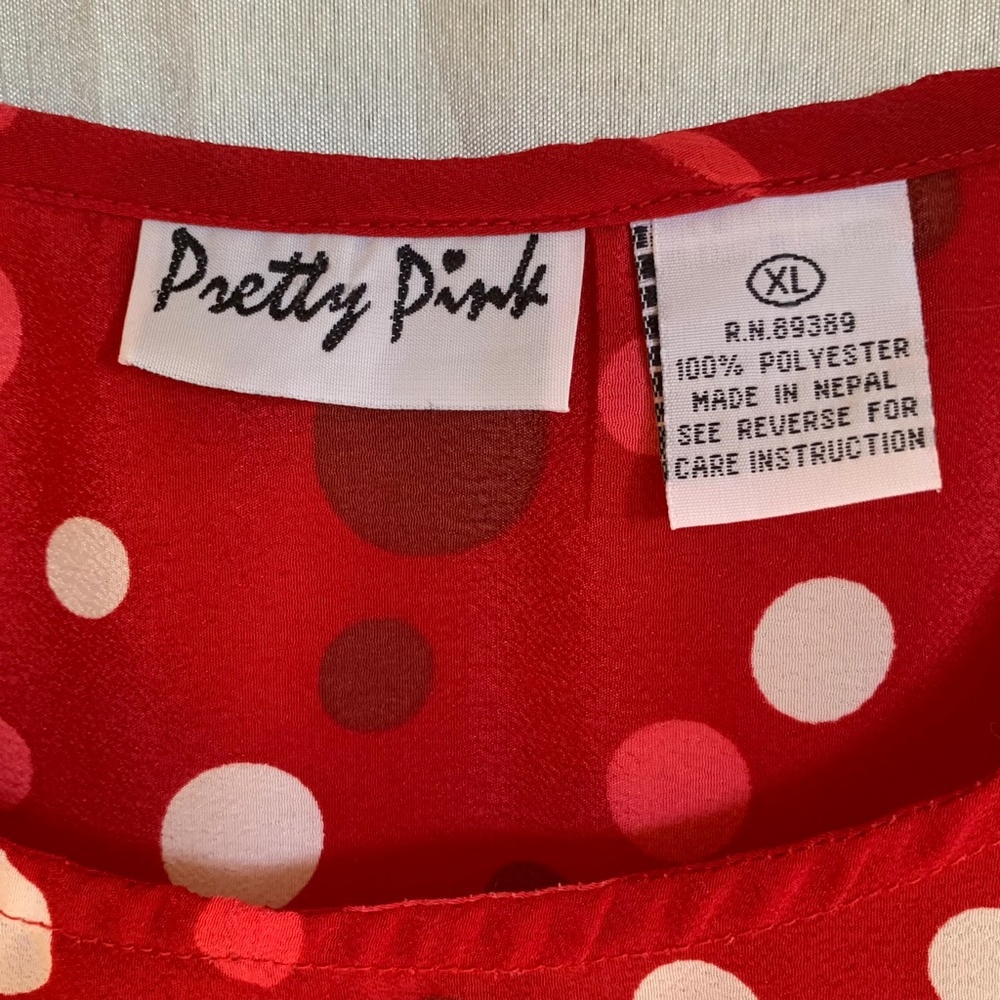 Pretty Pink
XL
R.N.89389
100% POLYESTER
MADE IN NEPAL
SEE REVERSE FOR
CARE INSTRUCTION